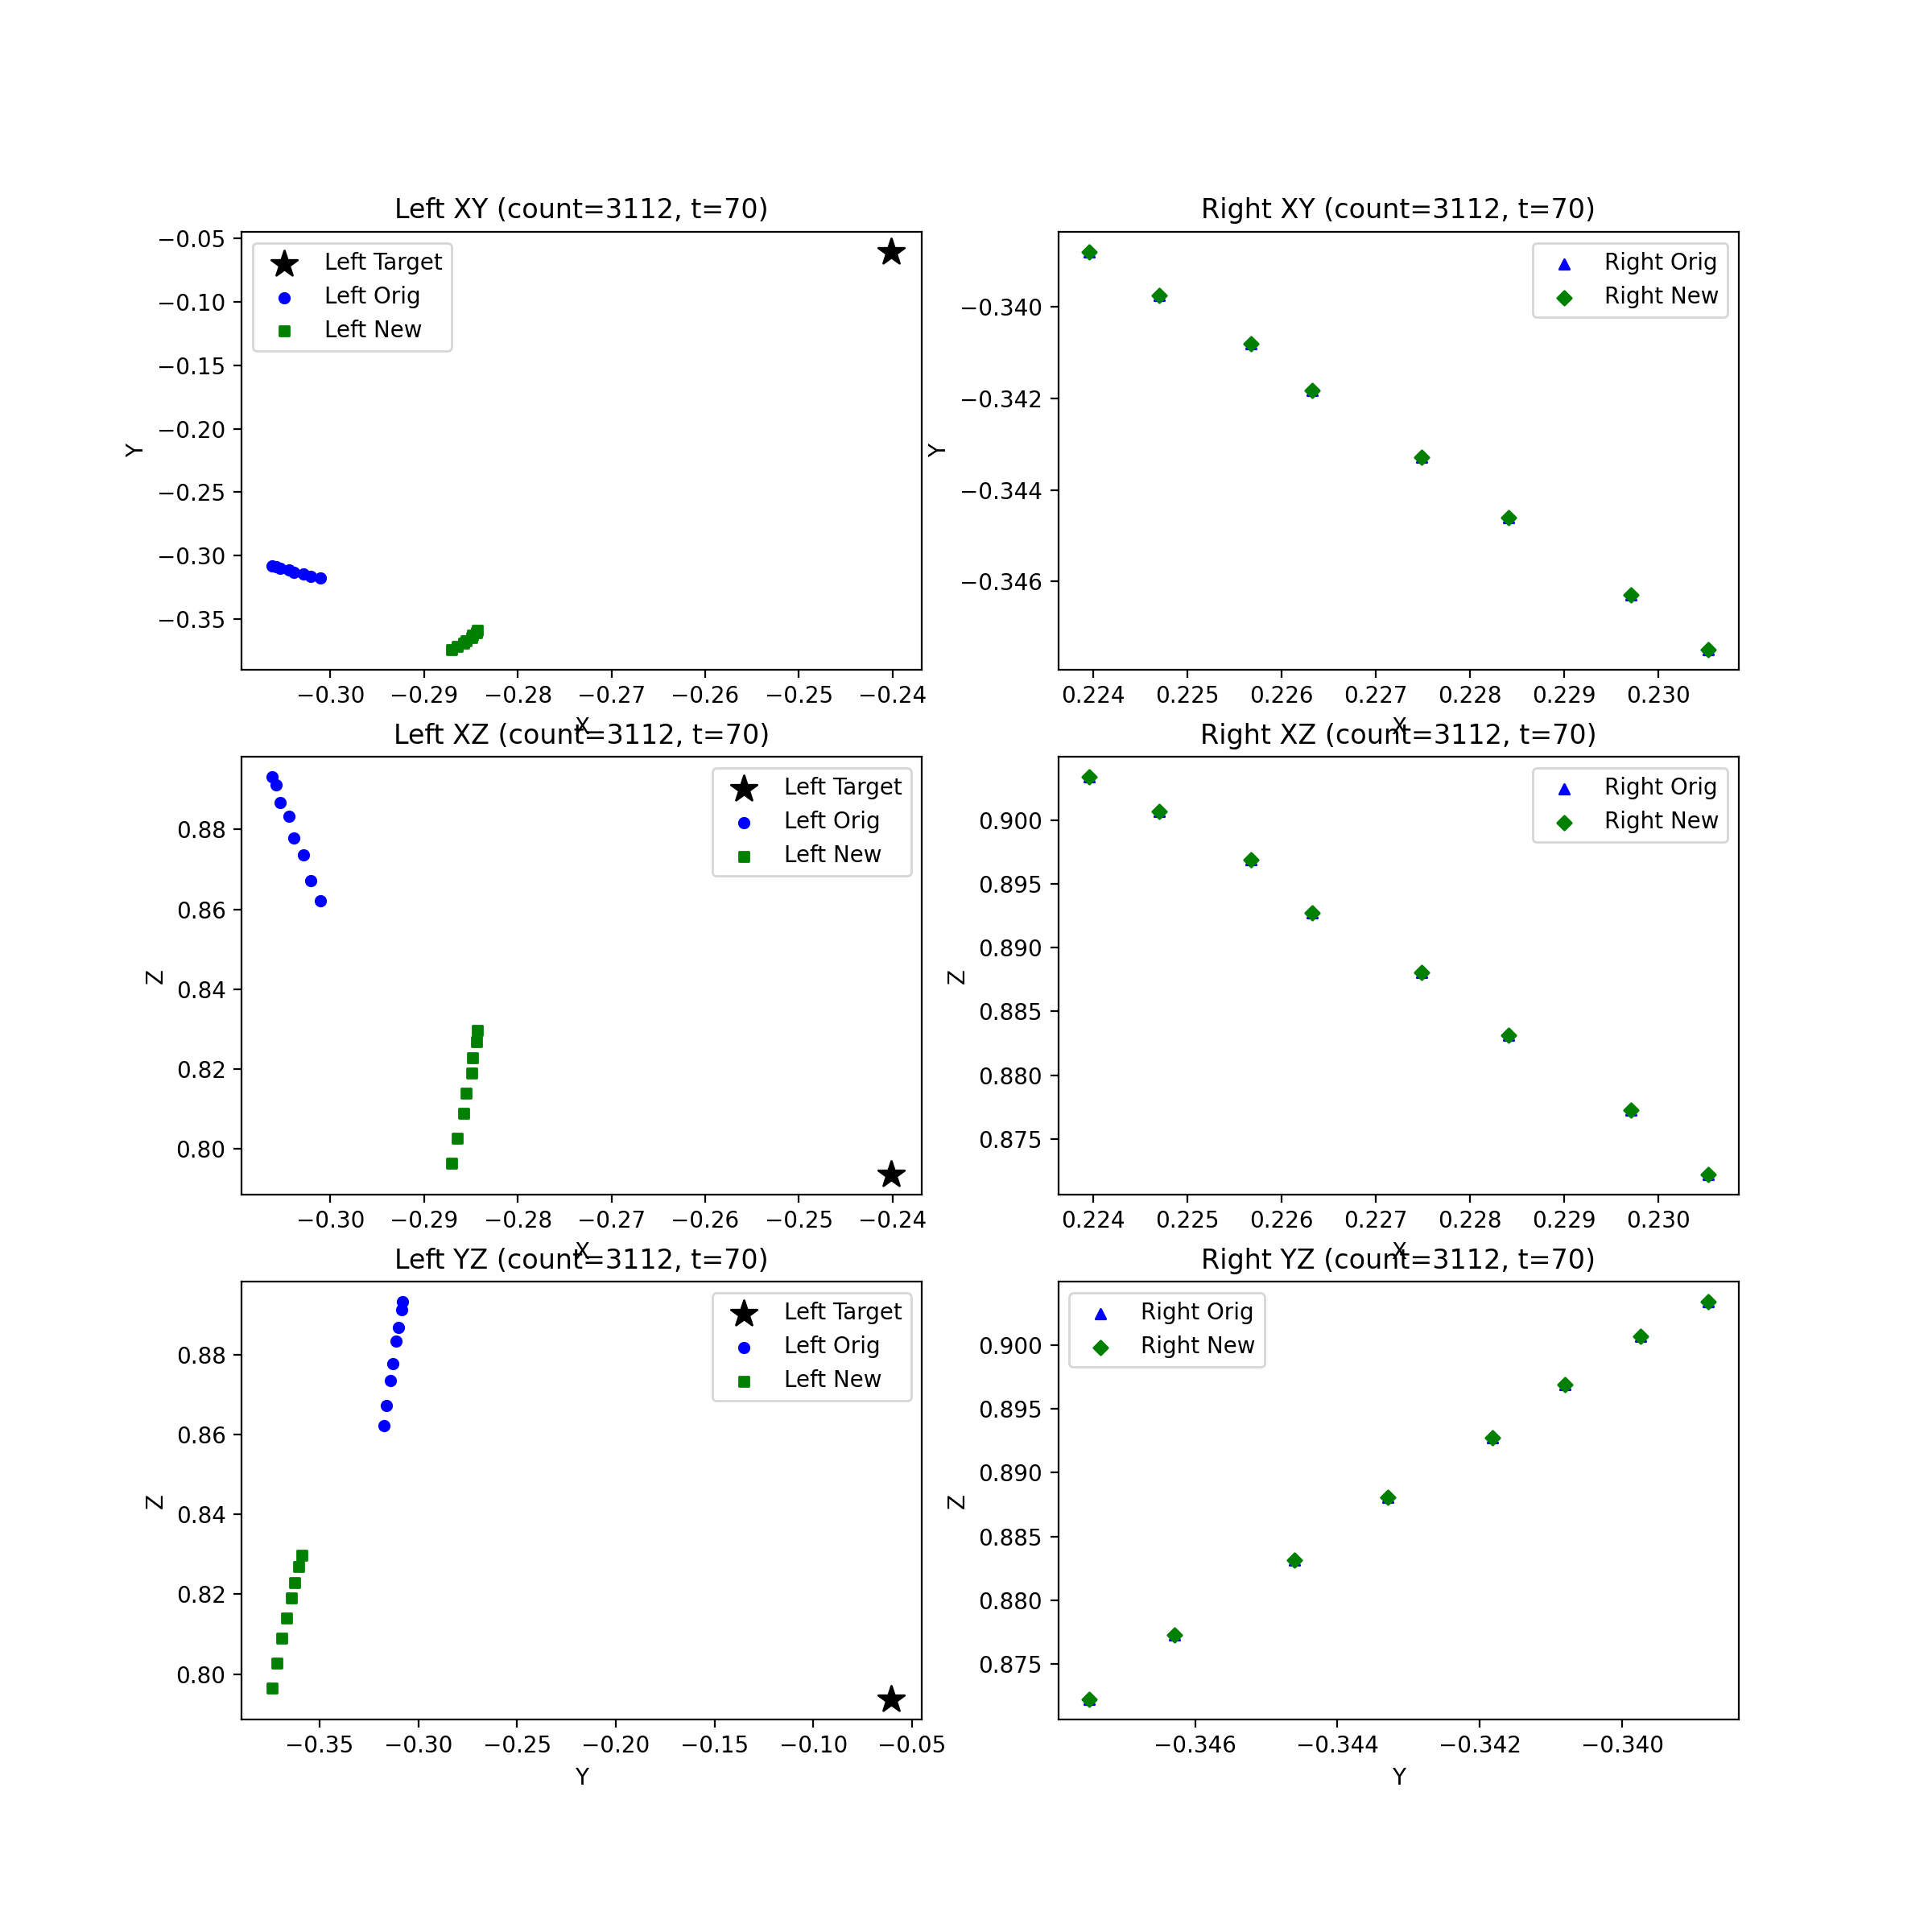 Left XY (count=3112, t=70)
−0.05
−0.10
−0.15
−0.20
−0.25
−0.30
−0.35
Y
Left Target
Left Orig
Left New
−0.30 −0.29 −0.28 −0.27 −0.26 −0.25 −0.24
X
Right XY (count=3112, t=70)
−0.340
−0.342
−0.344
−0.346
Y
Right Orig
Right New
0.224 0.225 0.226 0.227 0.228 0.229 0.230
X
Left XZ (count=3112, t=70)
0.88
0.86
0.84
0.82
0.80
Z
Left Target
Left Orig
Left New
−0.30 −0.29 −0.28 −0.27 −0.26 −0.25 −0.24
X
Right XZ (count=3112, t=70)
0.900
0.895
0.890
0.885
0.880
0.875
Z
Right Orig
Right New
0.224 0.225 0.226 0.227 0.228 0.229 0.230
X
Left YZ (count=3112, t=70)
0.88
0.86
0.84
0.82
0.80
Z
Left Target
Left Orig
Left New
−0.35 −0.30 −0.25 −0.20 −0.15 −0.10 −0.05
Y
Right YZ (count=3112, t=70)
0.900
0.895
0.890
0.885
0.880
0.875
Z
Right Orig
Right New
−0.346 −0.344 −0.342 −0.340
Y